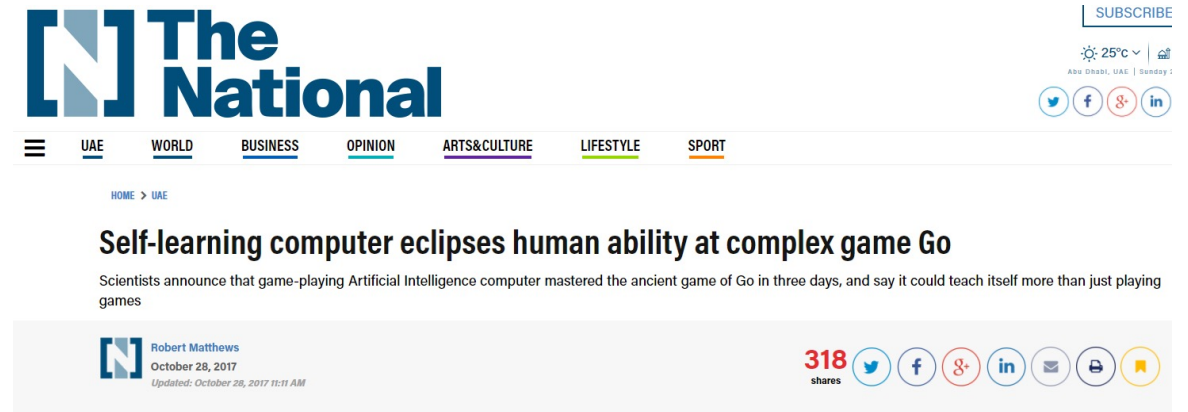 The
National
SUBSCRIBE
25°c
Abu Dhabi, UAE | Sunday
UAE WORLD BUSINESS OPINION ARTS&CULTURE LIFESTYLE SPORT
HOME > UAE
Self-learning computer eclipses human ability at complex game Go
Scientists announce that game-playing Artificial Intelligence computer mastered the ancient game of Go in three days, and say it could teach itself more than just playing
games
Robert Matthews
October 28, 2017
Updated: October 28, 2017 11:11 AM
318
shares